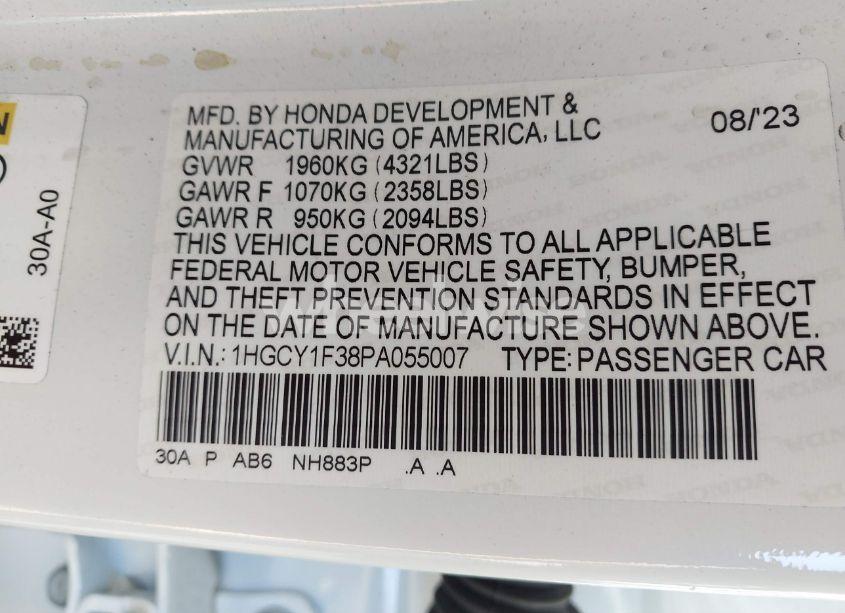 MFD. BY HONDA DEVELOPMENT &
MANUFACTURING OF AMERICA, LLC
08/'23
GVWR 1960KG (4321LBS)
GAWR F 1070KG (2358LBS)
GAWR R 950KG (2094LBS)
THIS VEHICLE CONFORMS TO ALL APPLICABLE
FEDERAL MOTOR VEHICLE SAFETY, BUMPER,
AND THEFT PREVENTION STANDARDS IN EFFECT
ON THE DATE OF MANUFACTURE SHOWN ABOVE.
V.I.N.: 1HGCY1F38PA055007 TYPE: PASSENGER CAR
30A P AB6 NH883P .A .A
30A-A0